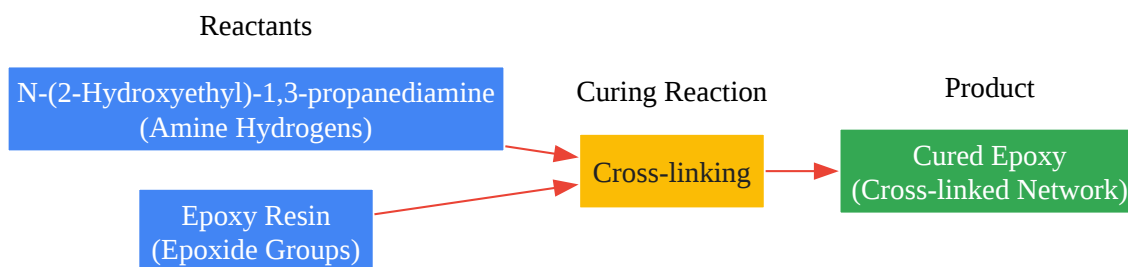 Reactants
N-(2-Hydroxyethyl)-1,3-propanediamine
(Amine Hydrogens)
Epoxy Resin
(Epoxide Groups)
Curing Reaction
Cross-linking
Product
Cured Epoxy
(Cross-linked Network)